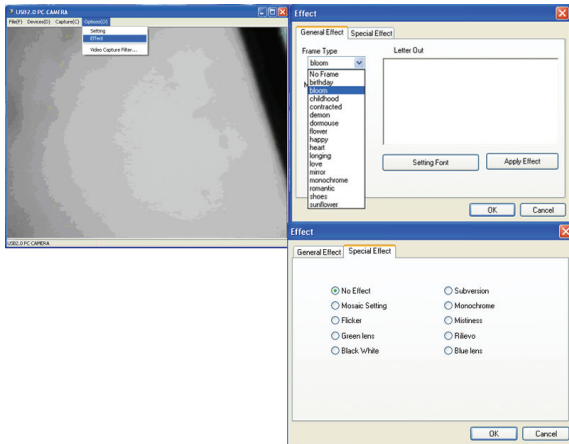 USB2.0 PC CAMERA
File(F) Devices(D) Capture(C) Options(O)
Setting
Effect
Video Capture Filter...
USB2.0 PC CAMERA
Effect
General Effect Special Effect
Frame Type
Letter Out
bloom
No Frame
birthday
bloom
childhood
contracted
demon
dormouse
flower
happy
heart
longing
love
mirror
monochrome
romantic
shoes
sunflower
Setting Font Apply Effect
OK Cancel
Effect
General Effect Special Effect
No Effect Subversion
Mosaic Setting Monochrome
Flicker Mistiness
Green lens Rilievo
Black White Blue lens
OK Cancel